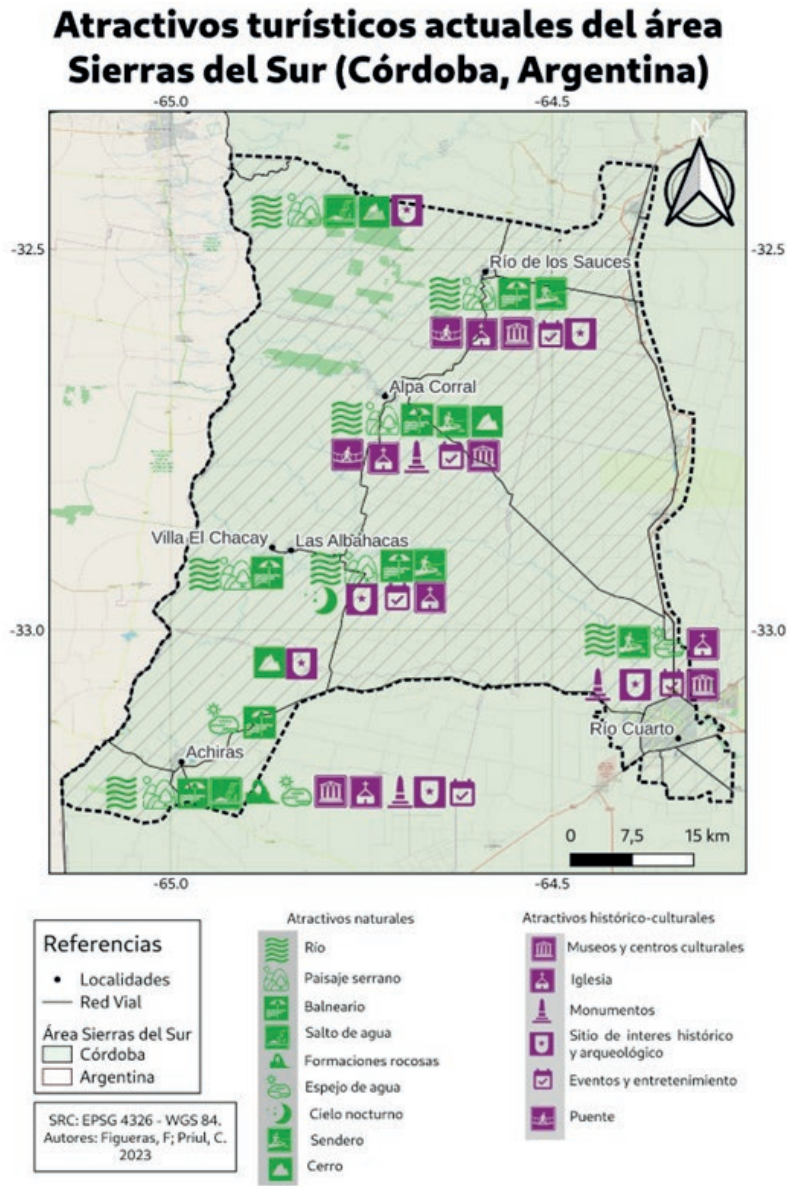 Atractivos turísticos actuales del área
Sierras del Sur (Córdoba, Argentina)
-65.0
-64.5
N
-32.5
-32.5
Río de los Sauces
Alpa Corral
Villa El Chacay
Las Albahacas
-33.0
-33.0
Río Cuarto
Achiras
0 7,5 15 km
-65.0
-64.5
Referencias
Localidades
Red Vial
Área Sierras del Sur
Córdoba
Argentina
SRC: EPSG 4326 - WGS 84.
Autores: Figueras, F; Priul, C.
2023
Atractivos naturales
Río
Paisaje serrano
Balneario
Salto de agua
Formaciones rocosas
Espejo de agua
Cielo nocturno
Sendero
Cerro
Atractivos histórico-culturales
Museos y centros culturales
Iglesia
Monumentos
Sitio de interes histórico
y arqueológico
Eventos y entretenimiento
Puente